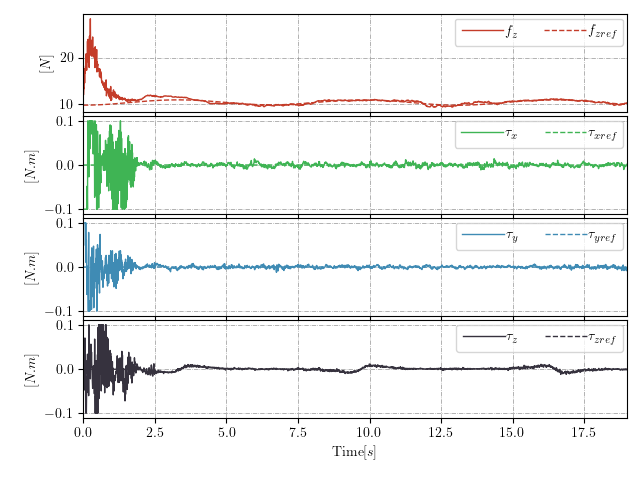 f_z f_zref
[N]
20
10
τ_x τ_xref
[N.m]
0.1
0.0
−0.1
τ_y τ_yref
[N.m]
0.1
0.0
−0.1
τ_z τ_zref
[N.m]
0.1
0.0
−0.1
0.0 2.5 5.0 7.5 10.0 12.5 15.0 17.5
Time[s]